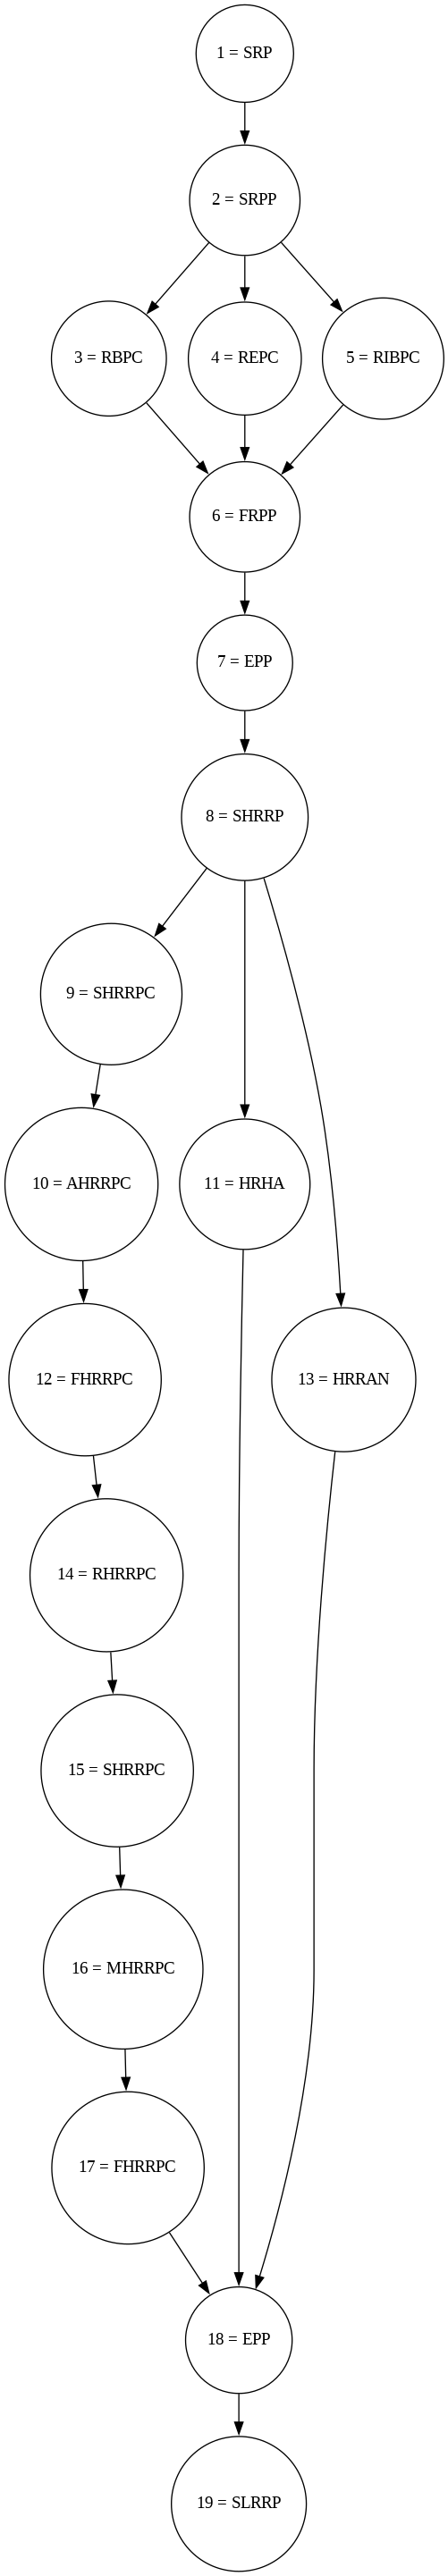 1 = SRP
2 = SRPP
3 = RBPC
4 = REPC
5 = RIBPC
6 = FRPP
7 = EPP
8 = SHRRP
9 = SHRRPC
10 = AHRRPC
11 = HRHA
12 = FHRRPC
13 = HRRAN
14 = RHRRPC
15 = SHRRPC
16 = MHRRPC
17 = FHRRPC
18 = EPP
19 = SLRRP